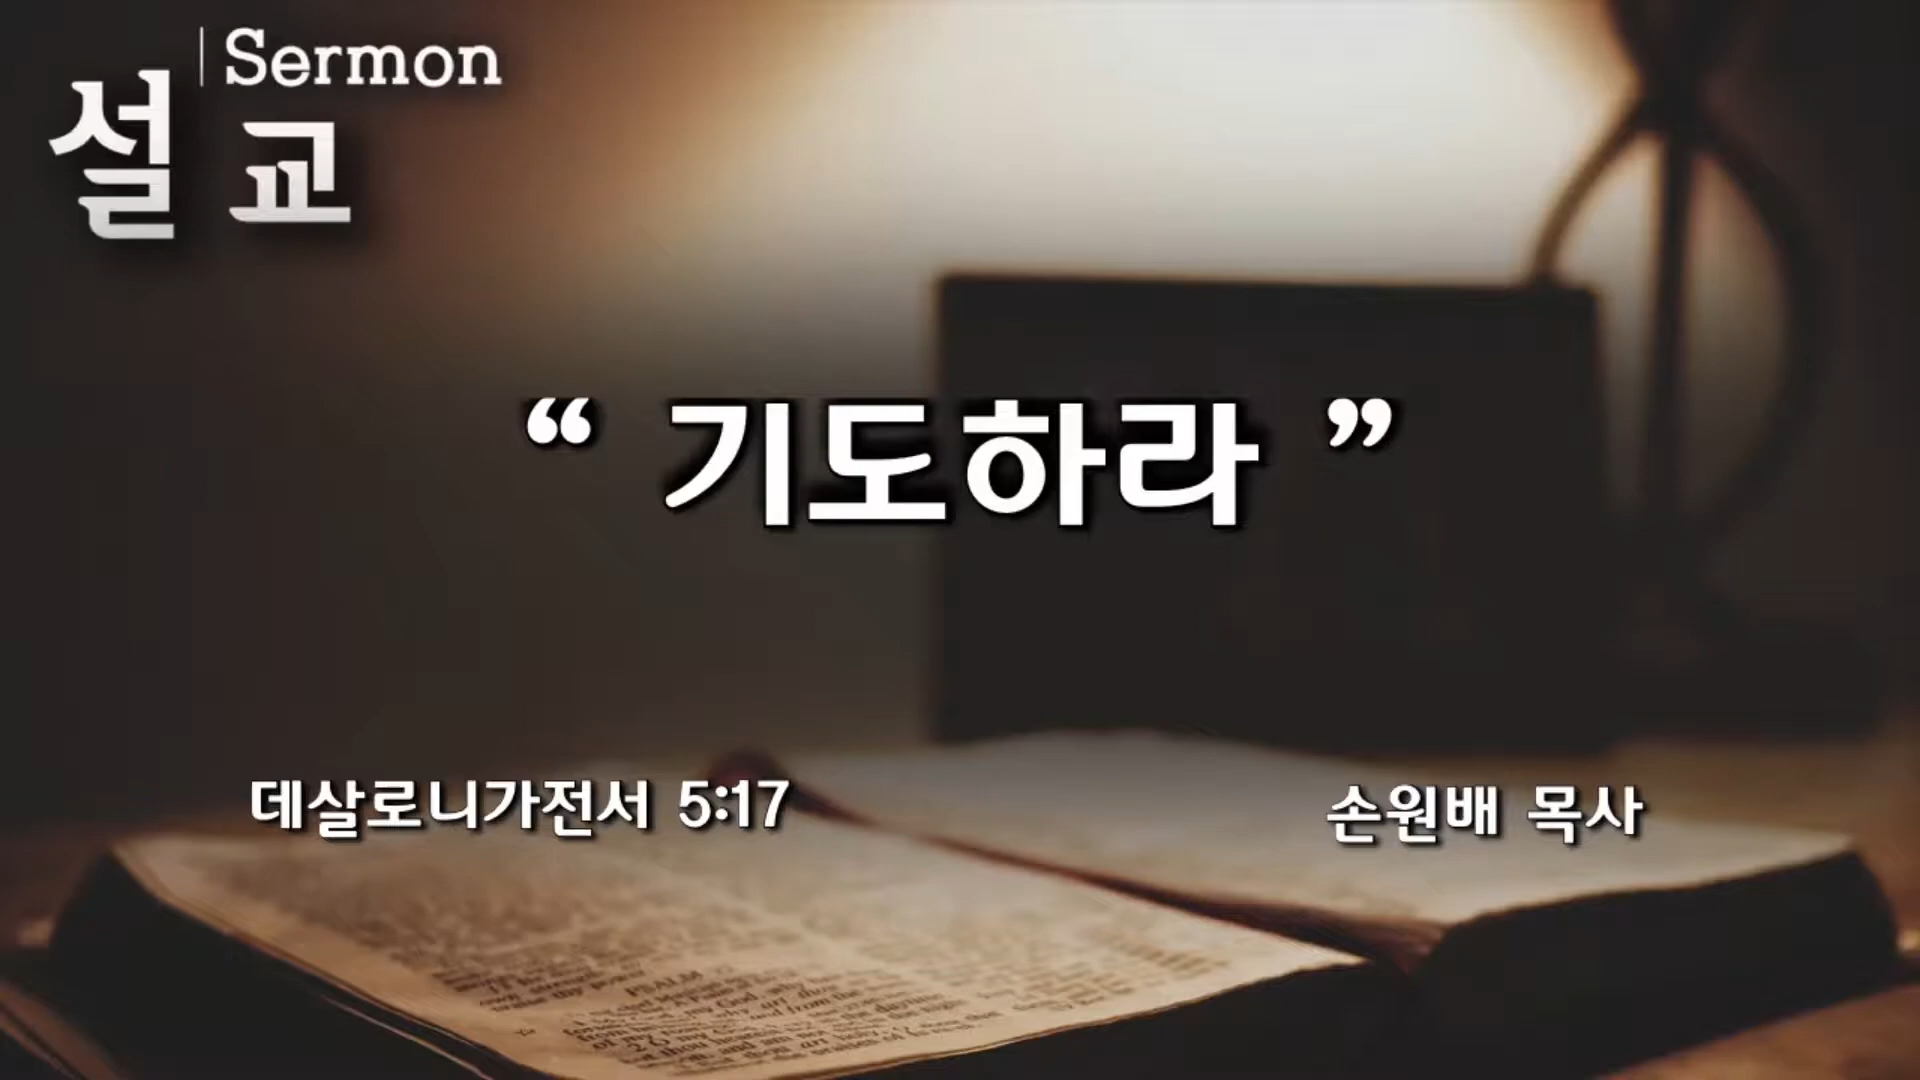 Sermon
설교
“ 기도하라 ”
데살로니가전서 5:17
손원배 목사